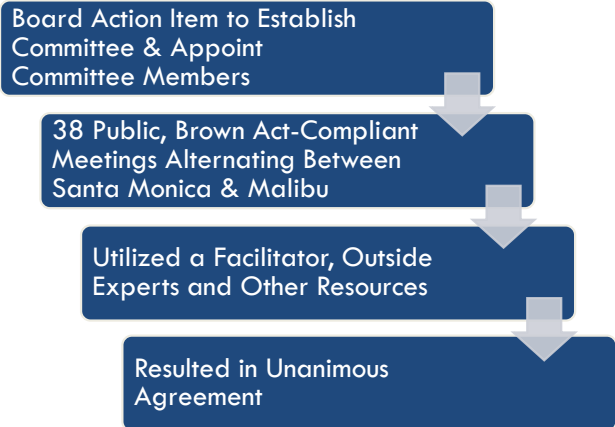 Board Action Item to Establish
Committee & Appoint
Committee Members
38 Public, Brown Act-Compliant
Meetings Alternating Between
Santa Monica & Malibu
Utilized a Facilitator, Outside
Experts and Other Resources
Resulted in Unanimous
Agreement